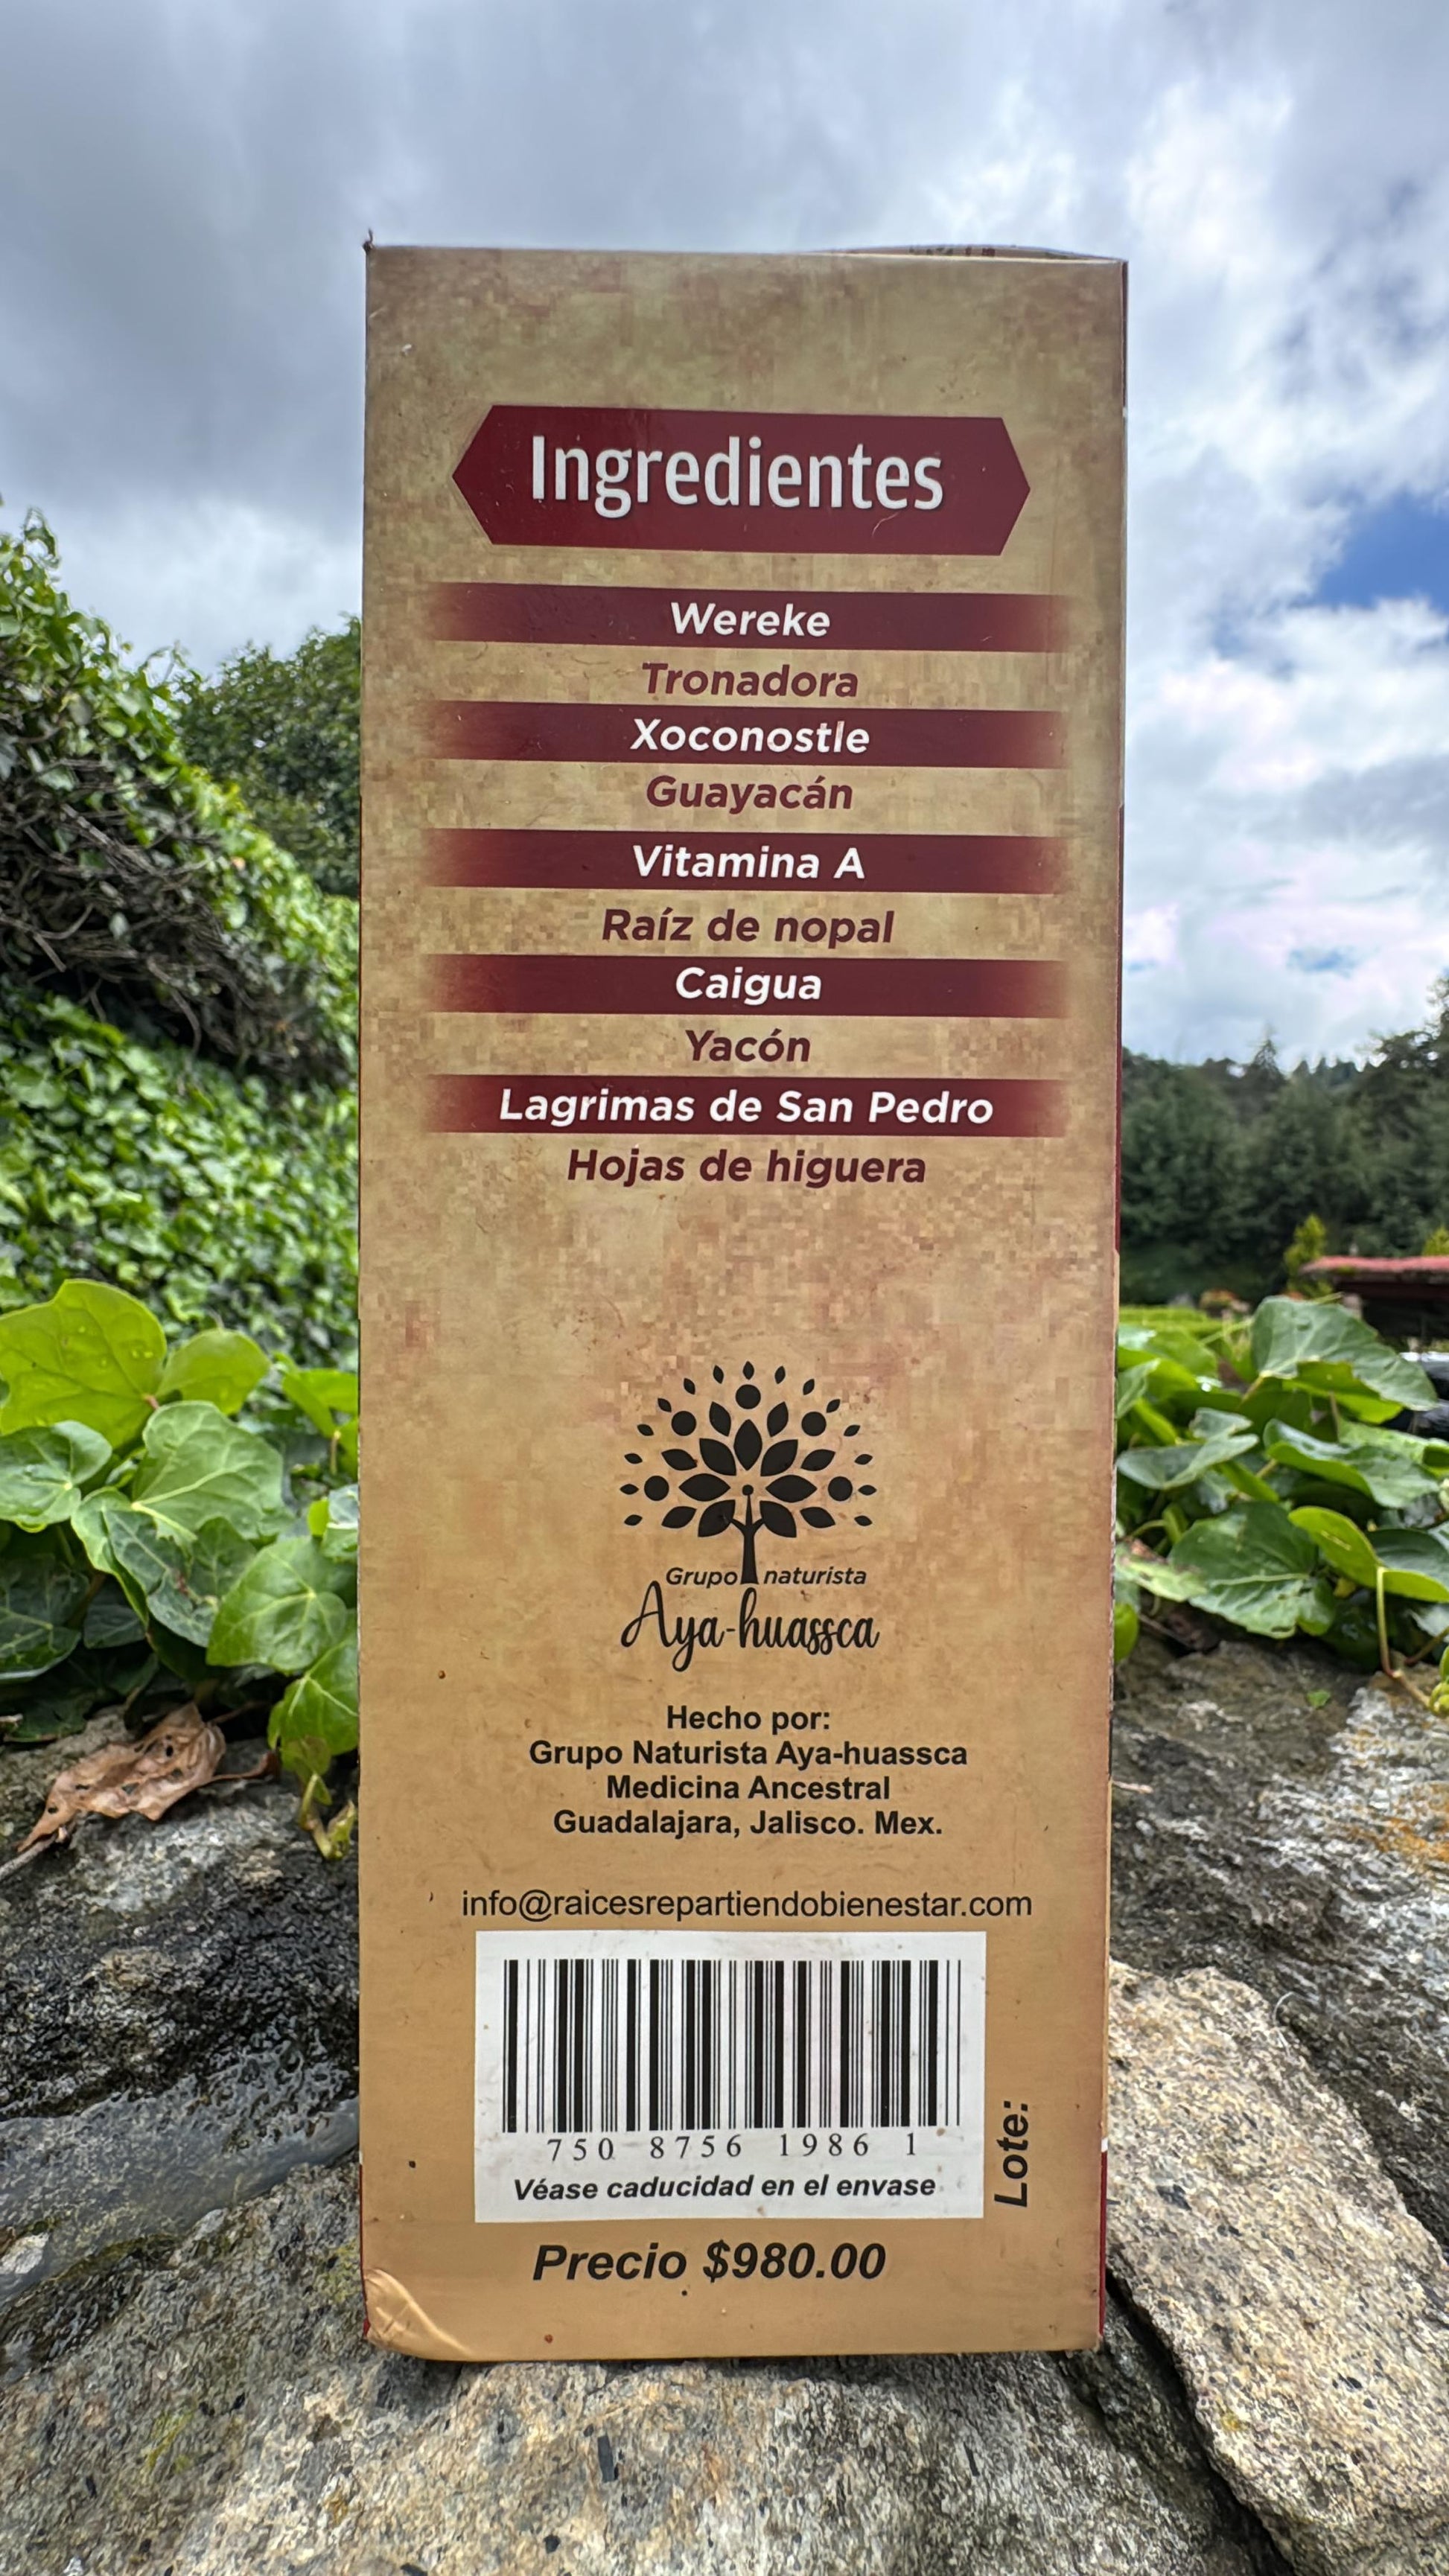 Ingredientes
Wereke
Tronadora
Xoconostle
Guayacán
Vitamina A
Raíz de nopal
Caigua
Yacón
Lagrimas de San Pedro
Hojas de higuera
Grupo naturista
Aya-huassca
Hecho por:
Grupo Naturista Aya-huassca
Medicina Ancestral
Guadalajara, Jalisco. Mex.
info@raicesrepartiendobienestar.com
750 8756 1986 1
Véase caducidad en el envase
Lote:
Precio $980.00